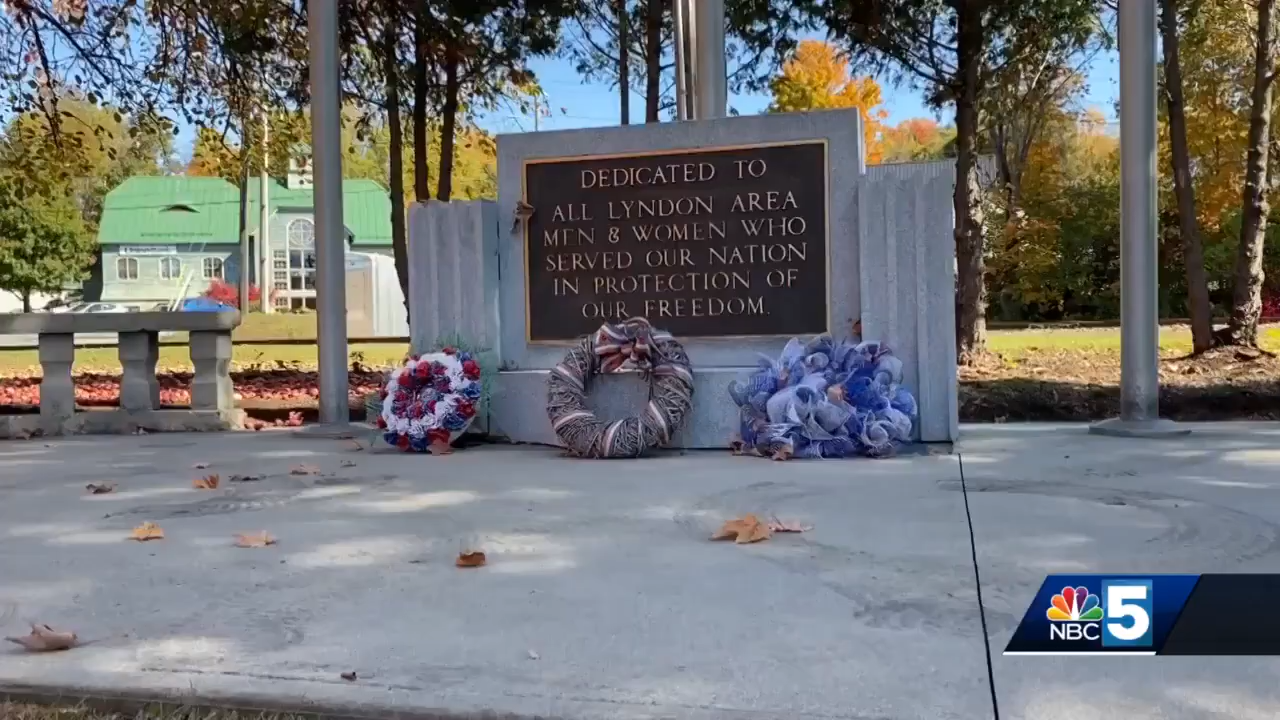 DEDICATED TO
ALL LYNDON AREA
MEN & WOMEN WHO
SERVED OUR NATION
IN PROTECTION OF
OUR FREEDOM.
NBC 5